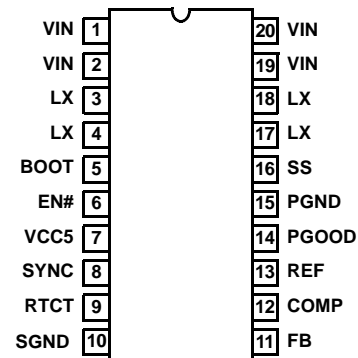 VIN 1 20 VIN
VIN 2 19 VIN
LX 3 18 LX
LX 4 17 LX
BOOT 5 16 SS
EN# 6 15 PGND
VCC5 7 14 PGOOD
SYNC 8 13 REF
RTCT 9 12 COMP
SGND 10 11 FB